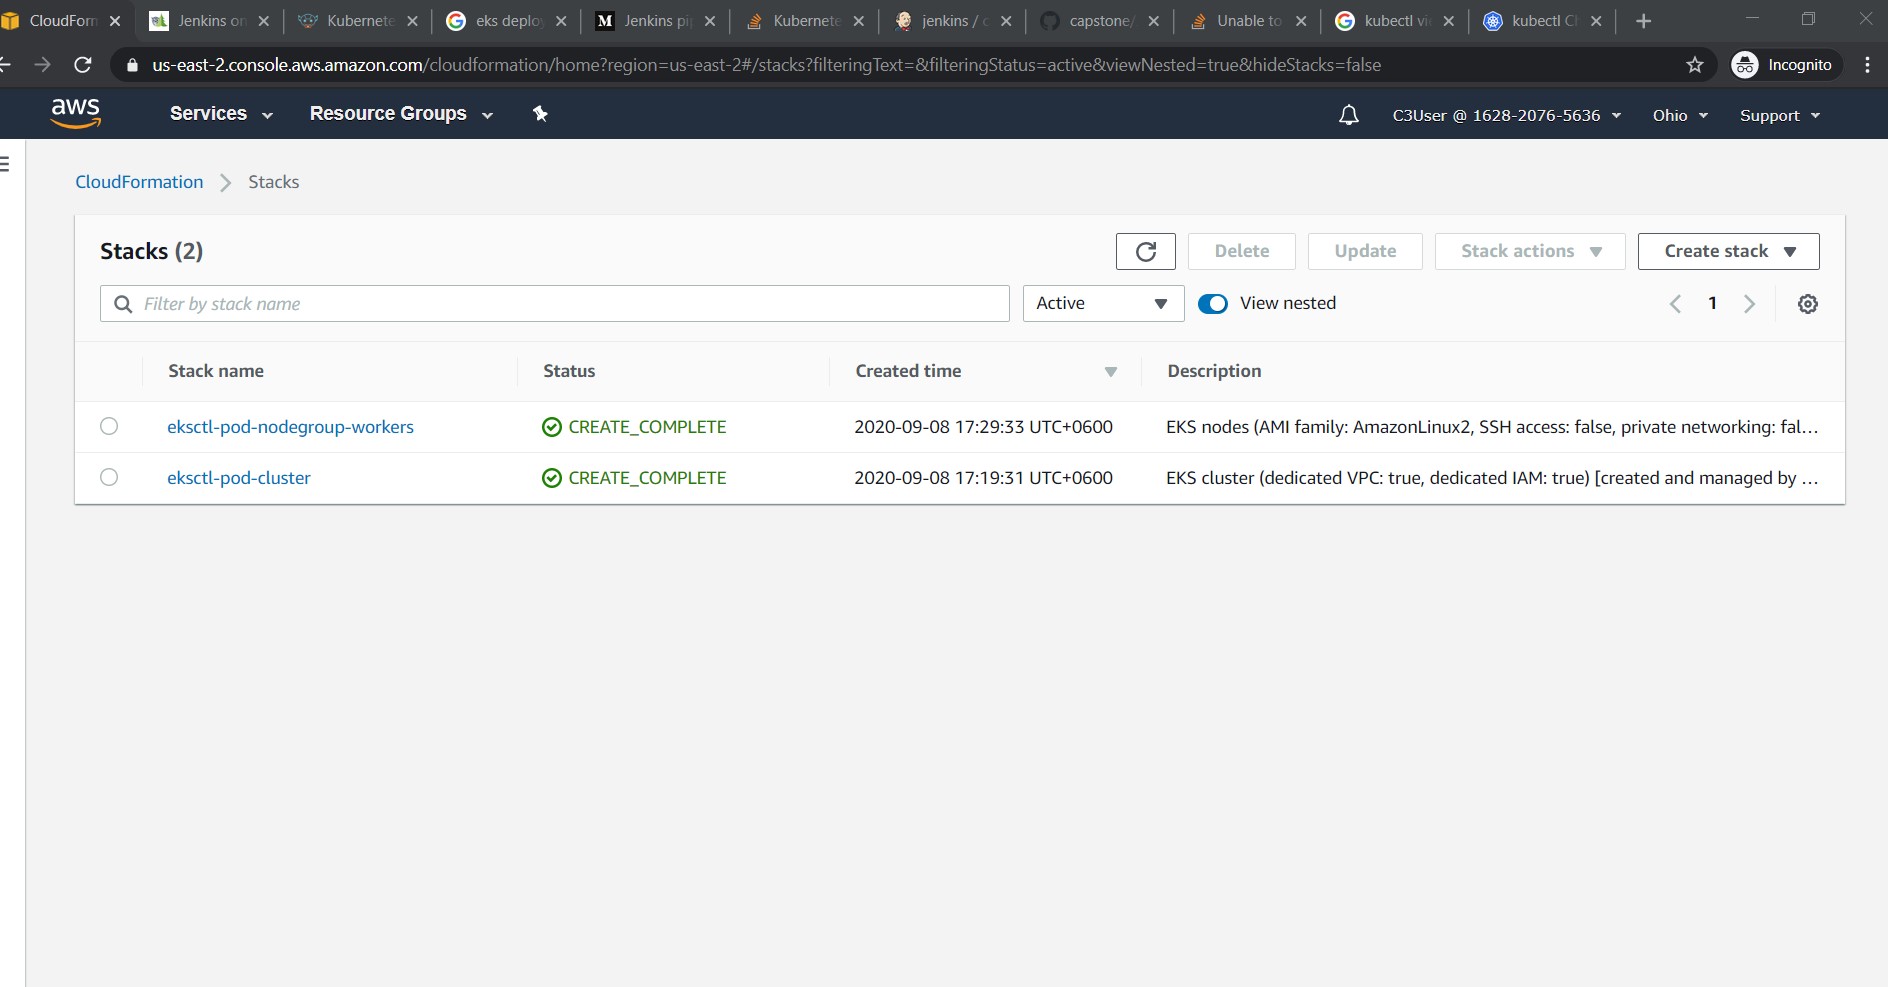 CloudForm Jenkins on Kubernete eks deploy Jenkins pip Kubernete jenkins / c capstone/ Unable to kubectl vie kubectl Ch
us-east-2.console.aws.amazon.com/cloudformation/home?region=us-east-2#/stacks?filteringText=&filteringStatus=active&viewNested=true&hideStacks=false Incognito
aws Services Resource Groups C3User @ 1628-2076-5636 Ohio Support
CloudFormation Stacks
Stacks (2) Delete Update Stack actions Create stack
Filter by stack name Active View nested 1
Stack name Status Created time Description
eksctl-pod-nodegroup-workers CREATE_COMPLETE 2020-09-08 17:29:33 UTC+0600 EKS nodes (AMI family: AmazonLinux2, SSH access: false, private networking: fal...
eksctl-pod-cluster CREATE_COMPLETE 2020-09-08 17:19:31 UTC+0600 EKS cluster (dedicated VPC: true, dedicated IAM: true) [created and managed by ...